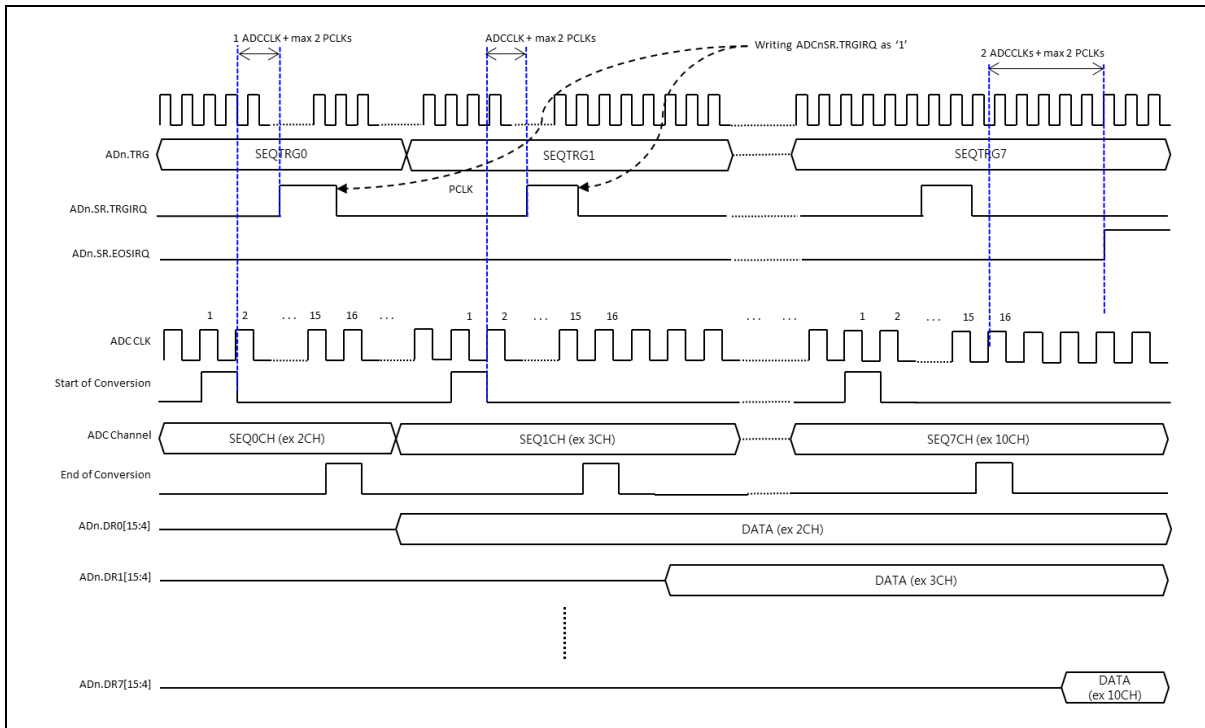 1 ADCCLK + max 2 PCLKs
ADCCLK + max 2 PCLKs
Writing ADCnSR.TRGIRQ as ‘1’
2 ADCCLKs + max 2 PCLKs
ADn.TRG
SEQTRG0
SEQTRG1
SEQTRG7
PCLK
ADn.SR.TRGIRQ
ADn.SR.EOSIRQ
1 2 ... 15 16 ... 1 2 ... 15 16 ... ... 1 2 ... 15 16
ADC CLK
Start of Conversion
ADC Channel
SEQ0CH (ex 2CH)
SEQ1CH (ex 3CH)
SEQ7CH (ex 10CH)
End of Conversion
ADn.DR0[15:4]
DATA (ex 2CH)
ADn.DR1[15:4]
DATA (ex 3CH)
ADn.DR7[15:4]
DATA
(ex 10CH)